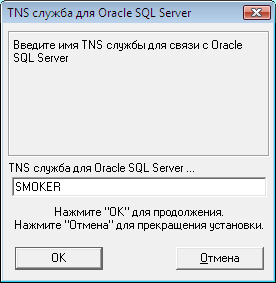 TNS служба для Oracle SQL Server
Введите имя TNS службы для связи с Oracle
SQL Server
TNS служба для Oracle SQL Server ...
SMOKER
Нажмите "OK" для продолжения.
Нажмите "Отмена" для прекращения установки.
OK
Отмена